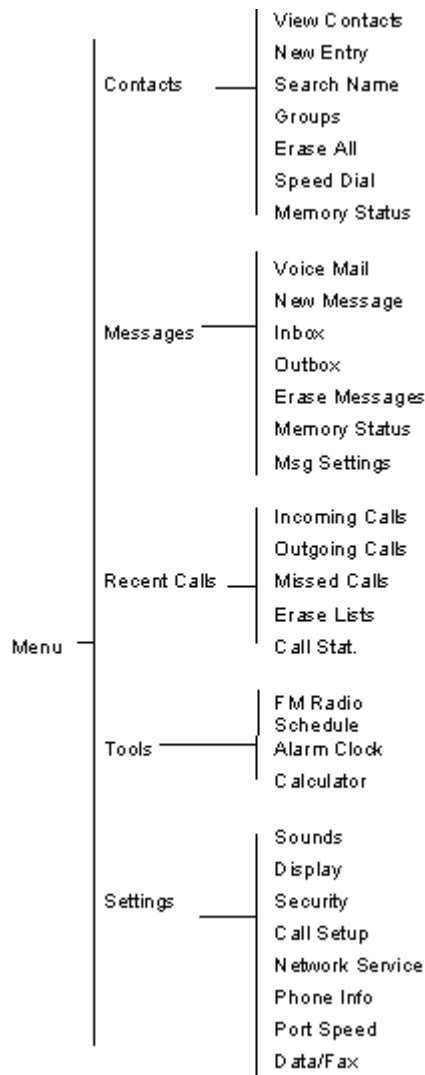 View Contacts
New Entry
Contacts
Search Name
Groups
Erase All
Speed Dial
Memory Status
Voice Mail
New Message
Messages
Inbox
Outbox
Erase Messages
Memory Status
Msg Settings
Incoming Calls
Outgoing Calls
Recent Calls
Missed Calls
Erase Lists
Menu
Call Stat.
FM Radio
Schedule
Tools
Alarm Clock
Calculator
Sounds
Display
Settings
Security
Call Setup
Network Service
Phone Info
Port Speed
Data/Fax